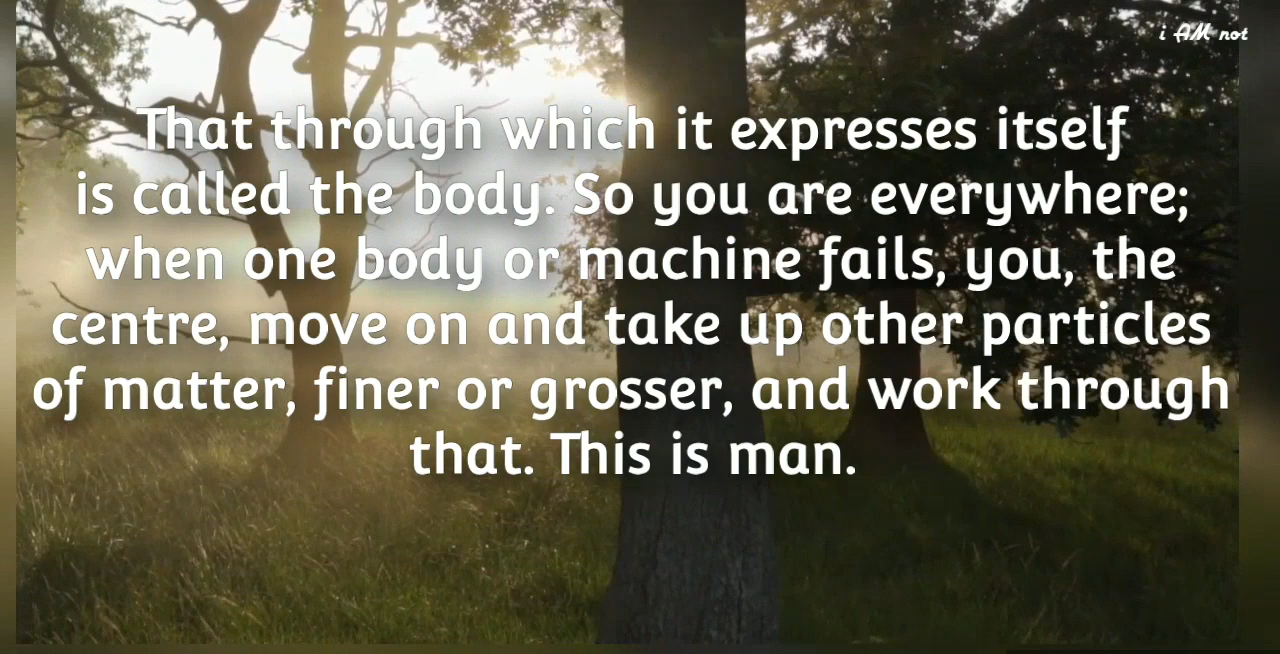 i AM not
That through which it expresses itself
is called the body. So you are everywhere;
when one body or machine fails, you, the
centre, move on and take up other particles
of matter, finer or grosser, and work through
that. This is man.